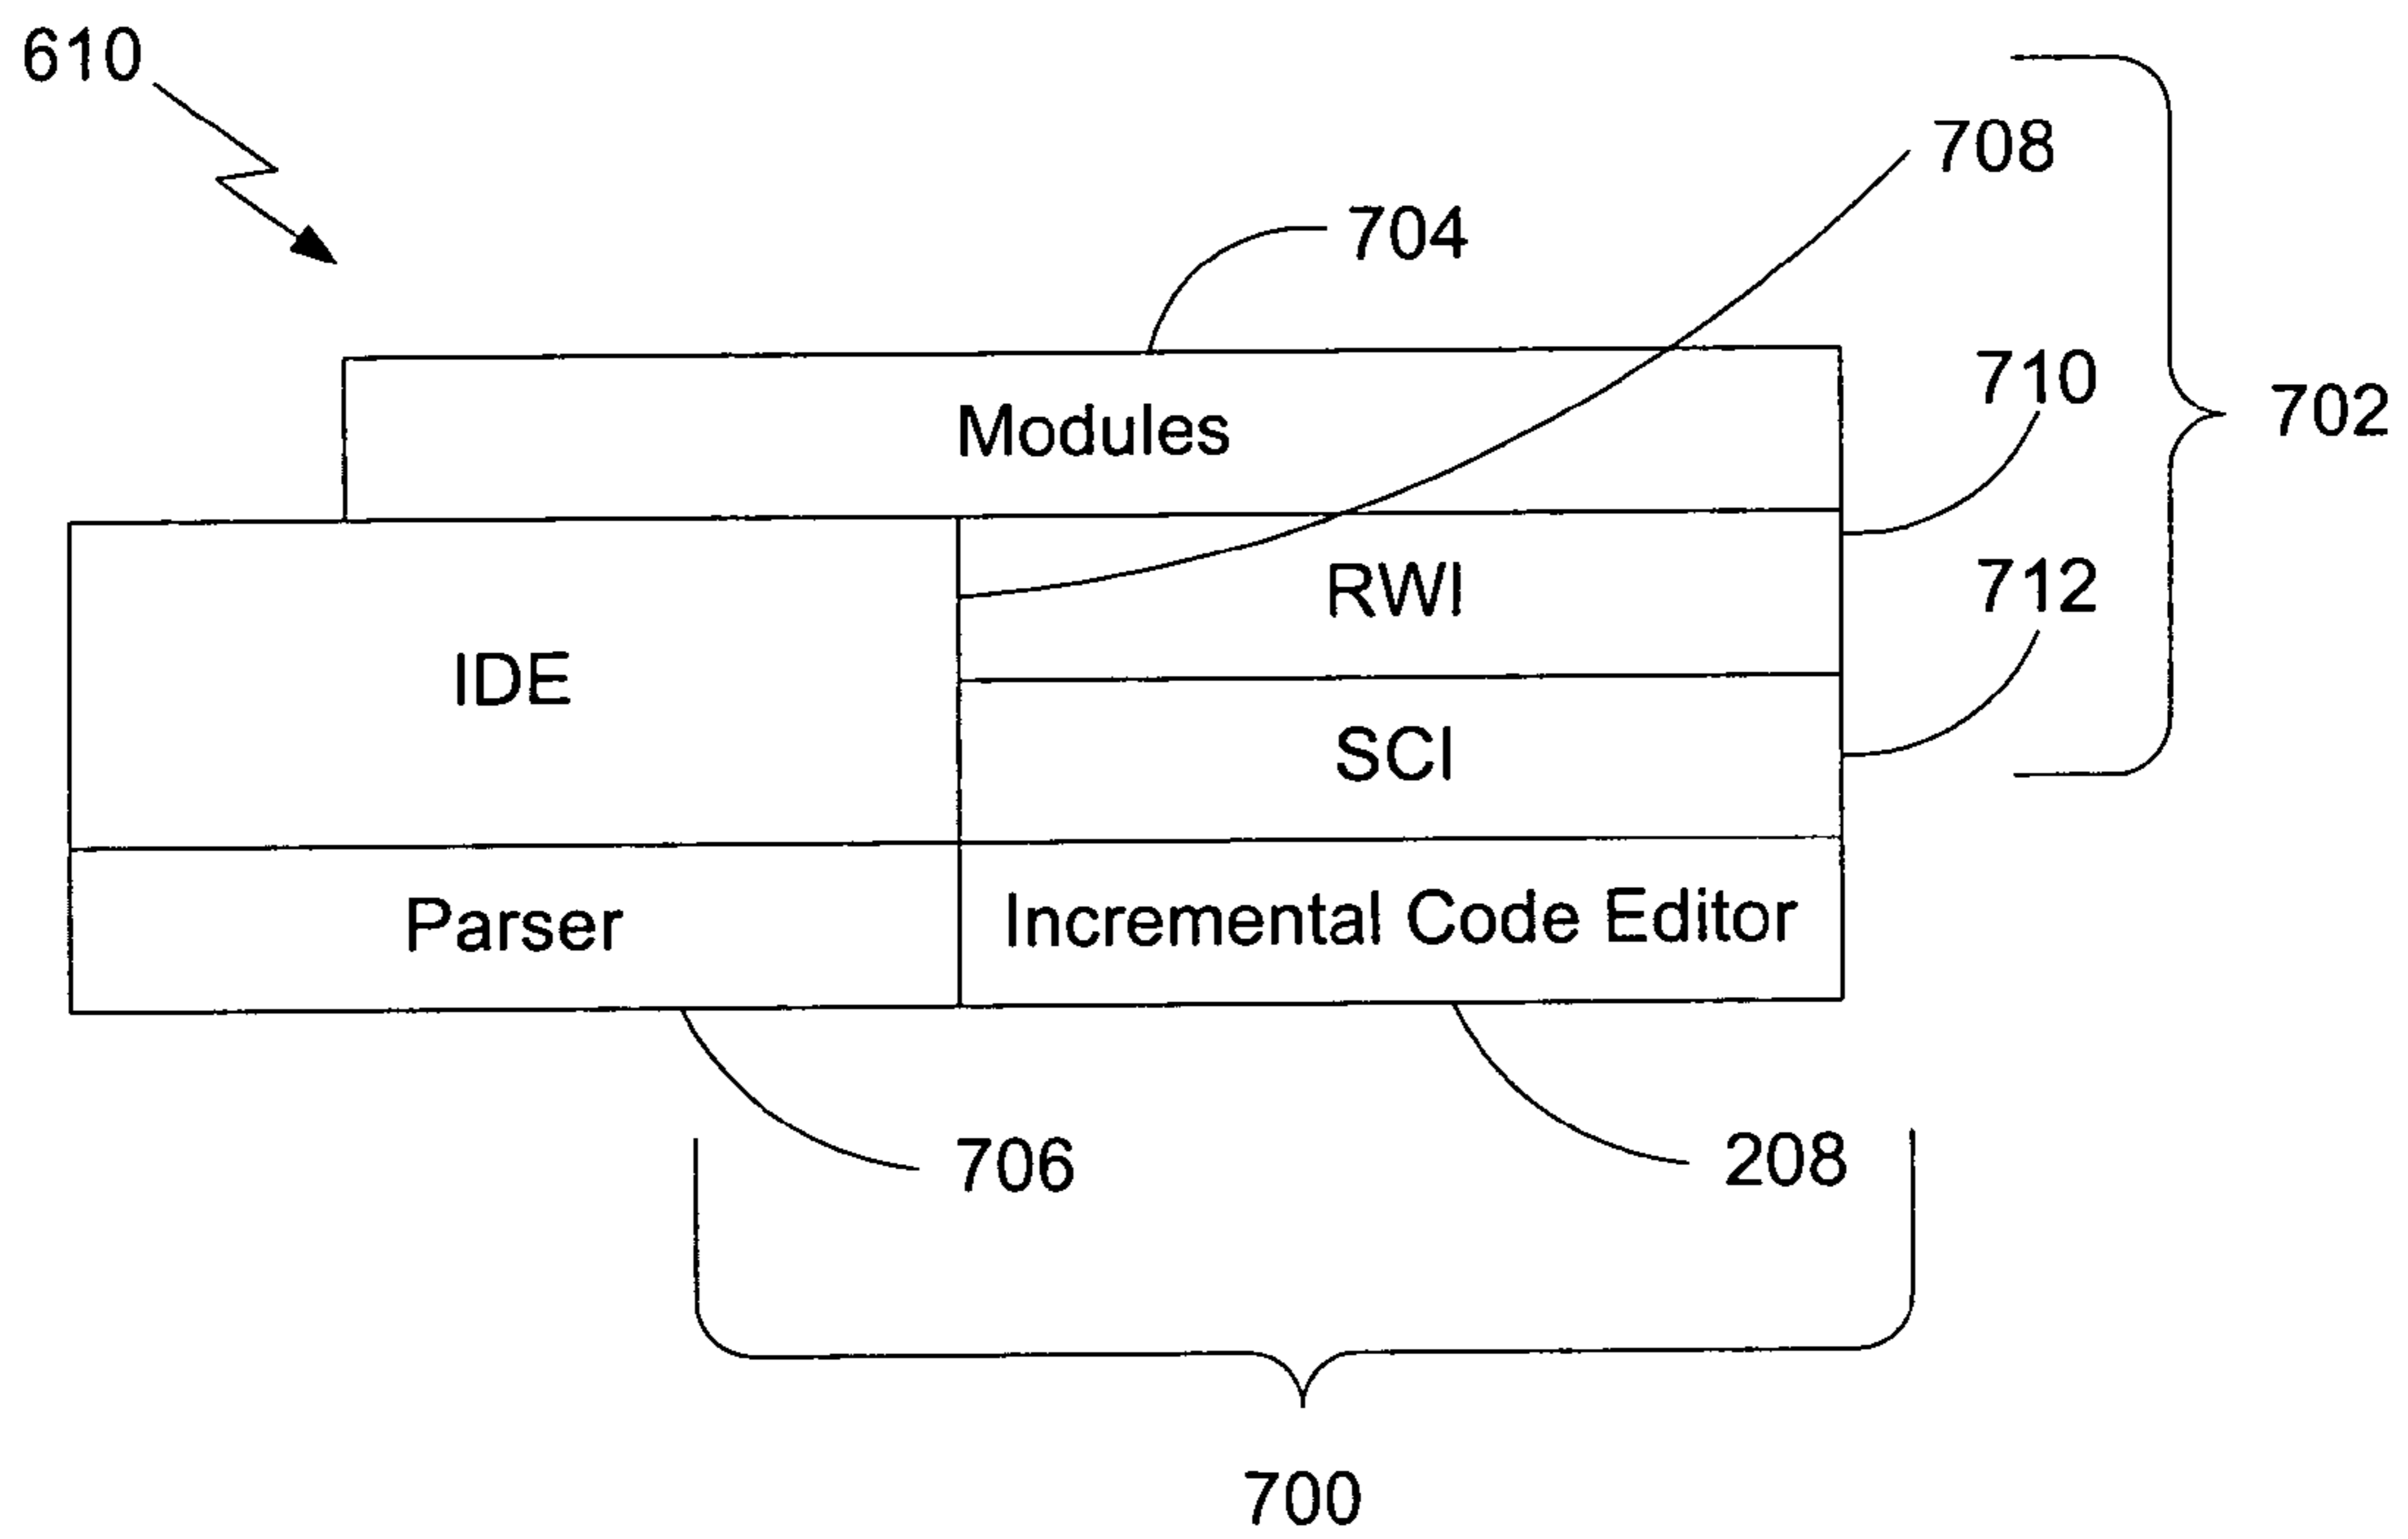 610
708
704
Modules
710
702
RWI
712
IDE
SCI
Parser
Incremental Code Editor
706
208
700